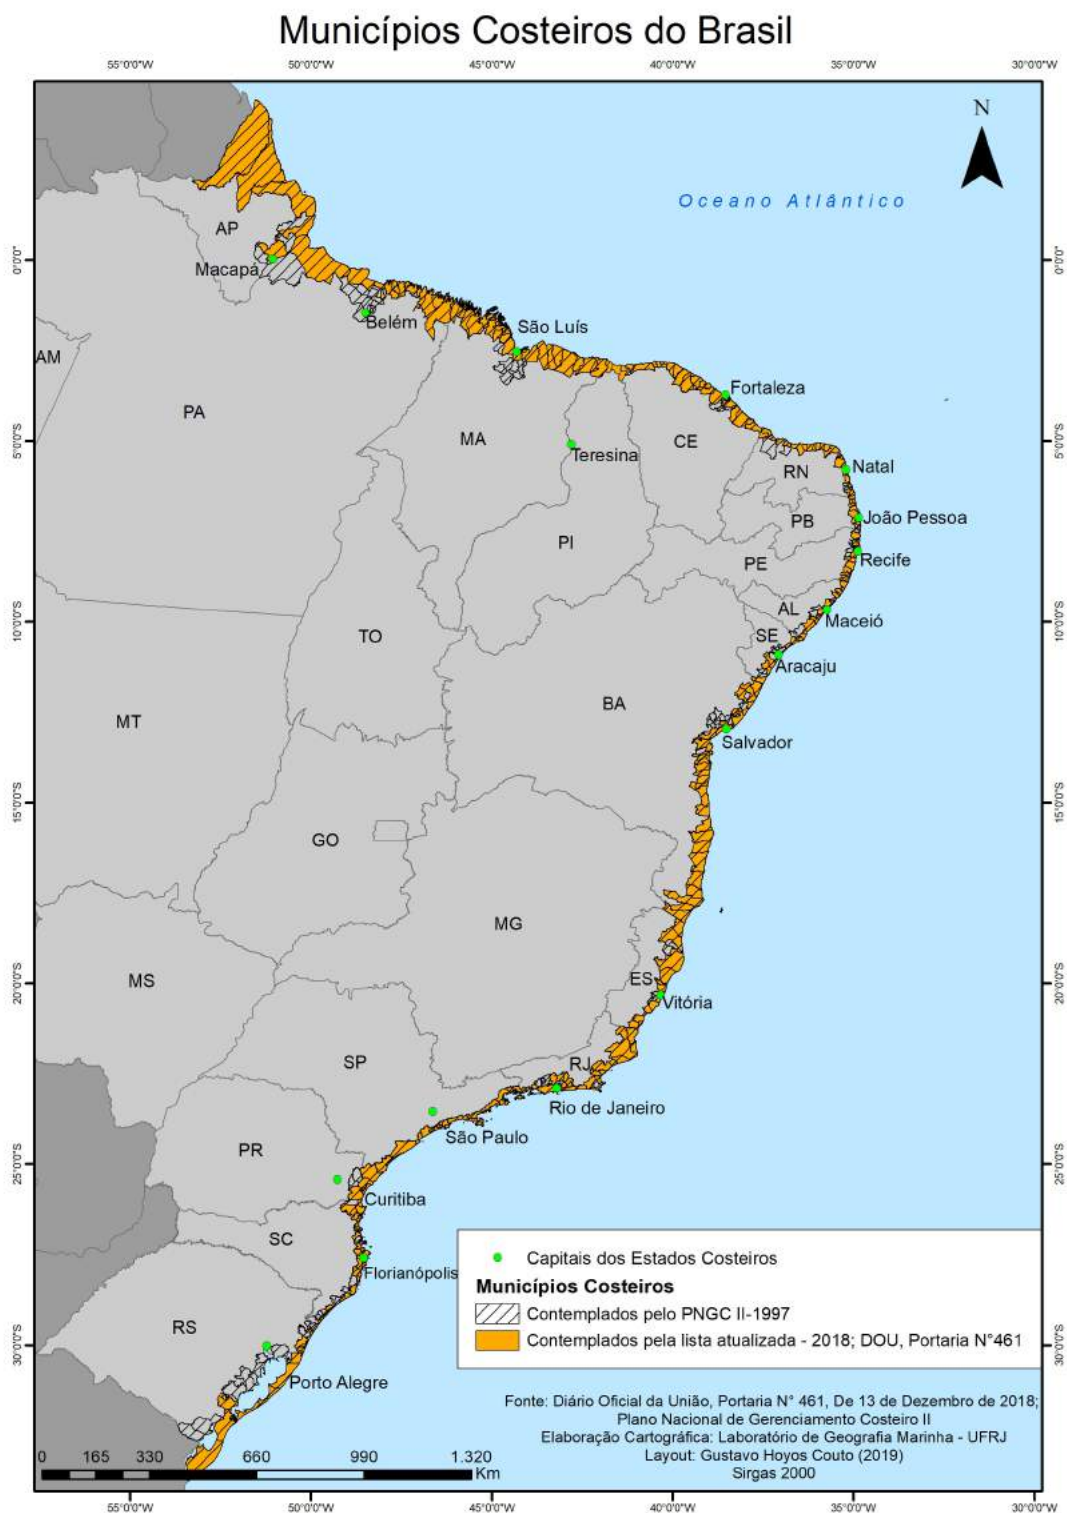 Municípios Costeiros do Brasil
55°0'0"W 50°0'0"W 45°0'0"W 40°0'0"W 35°0'0"W 30°0'0"W
N
Oceano Atlântico
AP
0°0'0" 0°0'0"
Macapá
Belém
São Luís
AM
Fortaleza
PA
MA
CE
5°0'0"S 5°0'0"S
Teresina
Natal
RN
João Pessoa
PB
PI
Recife
PE
AL
Maceió
10°0'0"S 10°0'0"S
TO
SE
Aracaju
BA
MT
Salvador
15°0'0"S 15°0'0"S
GO
MG
MS
ES
20°0'0"S 20°0'0"S
Vitória
SP
RJ
Rio de Janeiro
São Paulo
PR
25°0'0"S 25°0'0"S
Curitiba
SC
Florianópolis
Capitais dos Estados Costeiros
Municípios Costeiros
Contemplados pelo PNGC II-1997
Contemplados pela lista atualizada - 2018; DOU, Portaria N°461
RS
30°0'0"S 30°0'0"S
Porto Alegre
Fonte: Diário Oficial da União, Portaria N° 461, De 13 de Dezembro de 2018;
Plano Nacional de Gerenciamento Costeiro II
Elaboração Cartográfica: Laboratório de Geografia Marinha - UFRJ
Layout: Gustavo Hoyos Couto (2019)
Sirgas 2000
0 165 330 660 990 1.320
Km
55°0'0"W 50°0'0"W 45°0'0"W 40°0'0"W 35°0'0"W 30°0'0"W